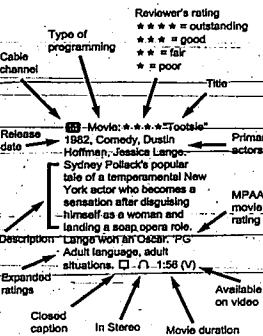 Reviewer's rating
★★★★ = outstanding
★★★ = good
★★ = fair
★ = poor
Type of
programming
Cable
channel
Title
Movie: ★★★★ "Tootsie"
1982, Comedy, Dustin
Hoffman, Jessica Lange.
Sydney Pollack's popular
tale of a temperamental New
York actor who becomes a
sensation after disguising
himself as a woman and
landing a soap opera role.
Lange won an Oscar. 'PG'
Adult language, adult
situations. 1:56 (V)
Release
date
Primar
actors
MPAA
movie
rating
Description
Expanded
ratings
Available
on video
Closed
caption
In Stereo
Movie duration